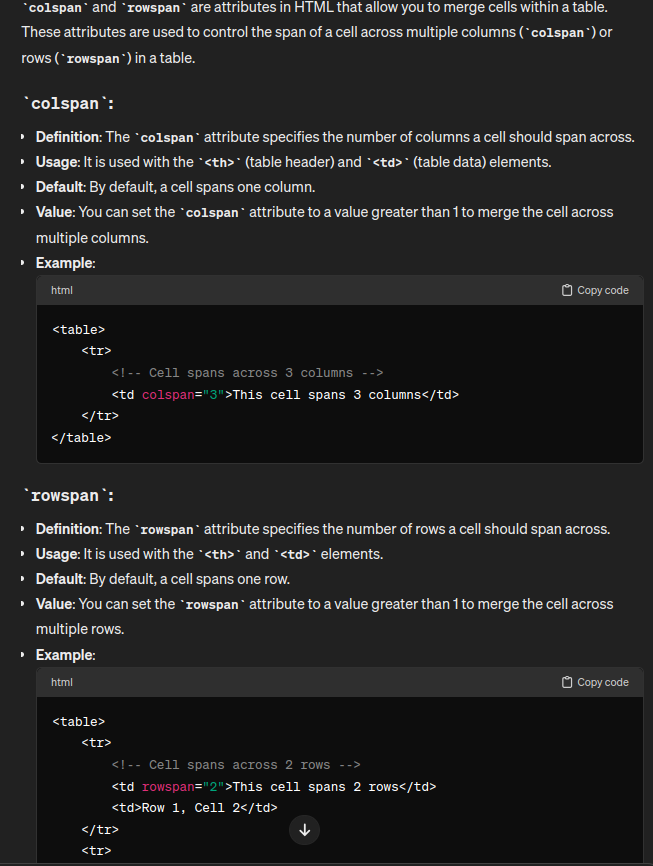 `colspan` and `rowspan` are attributes in HTML that allow you to merge cells within a table.
These attributes are used to control the span of a cell across multiple columns (`colspan`) or
rows (`rowspan`) in a table.
`colspan`:
• Definition: The `colspan` attribute specifies the number of columns a cell should span across.
• Usage: It is used with the `<th>` (table header) and `<td>` (table data) elements.
• Default: By default, a cell spans one column.
• Value: You can set the `colspan` attribute to a value greater than 1 to merge the cell across
multiple columns.
• Example:
html Copy code
<table>
    <tr>
        <!-- Cell spans across 3 columns -->
        <td colspan="3">This cell spans 3 columns</td>
    </tr>
</table>
`rowspan`:
• Definition: The `rowspan` attribute specifies the number of rows a cell should span across.
• Usage: It is used with the `<th>` and `<td>` elements.
• Default: By default, a cell spans one row.
• Value: You can set the `rowspan` attribute to a value greater than 1 to merge the cell across
multiple rows.
• Example:
html Copy code
<table>
    <tr>
        <!-- Cell spans across 2 rows -->
        <td rowspan="2">This cell spans 2 rows</td>
        <td>Row 1, Cell 2</td>
    </tr>
    <tr>